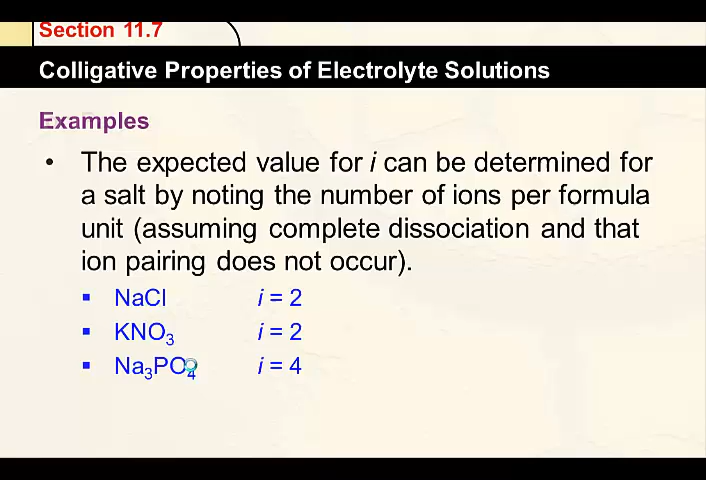 Section 11.7
Colligative Properties of Electrolyte Solutions
Examples
• The expected value for i can be determined for
a salt by noting the number of ions per formula
unit (assuming complete dissociation and that
ion pairing does not occur).
▪ NaCl i = 2
▪ KNO₃ i = 2
▪ Na₃PO₄ i = 4